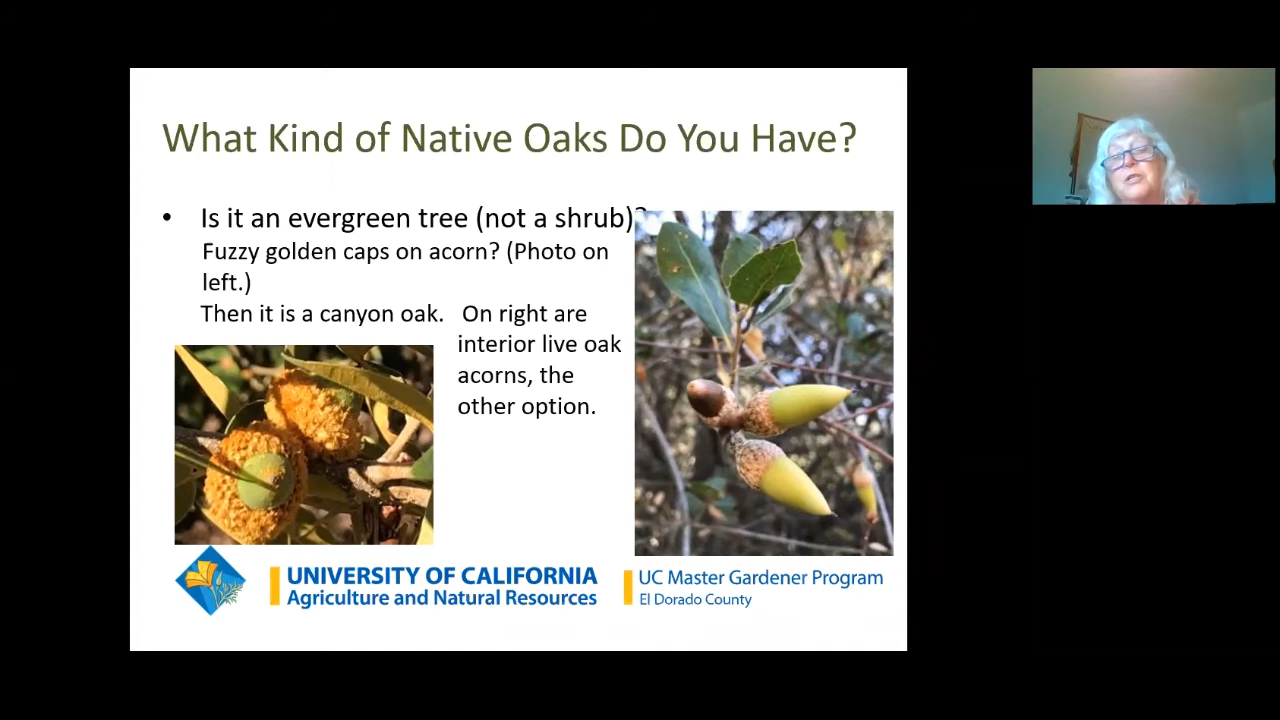 What Kind of Native Oaks Do You Have?
• Is it an evergreen tree (not a shrub)?
Fuzzy golden caps on acorn? (Photo on
left.)
Then it is a canyon oak. On right are
interior live oak
acorns, the
other option.
UNIVERSITY OF CALIFORNIA
Agriculture and Natural Resources
UC Master Gardener Program
El Dorado County